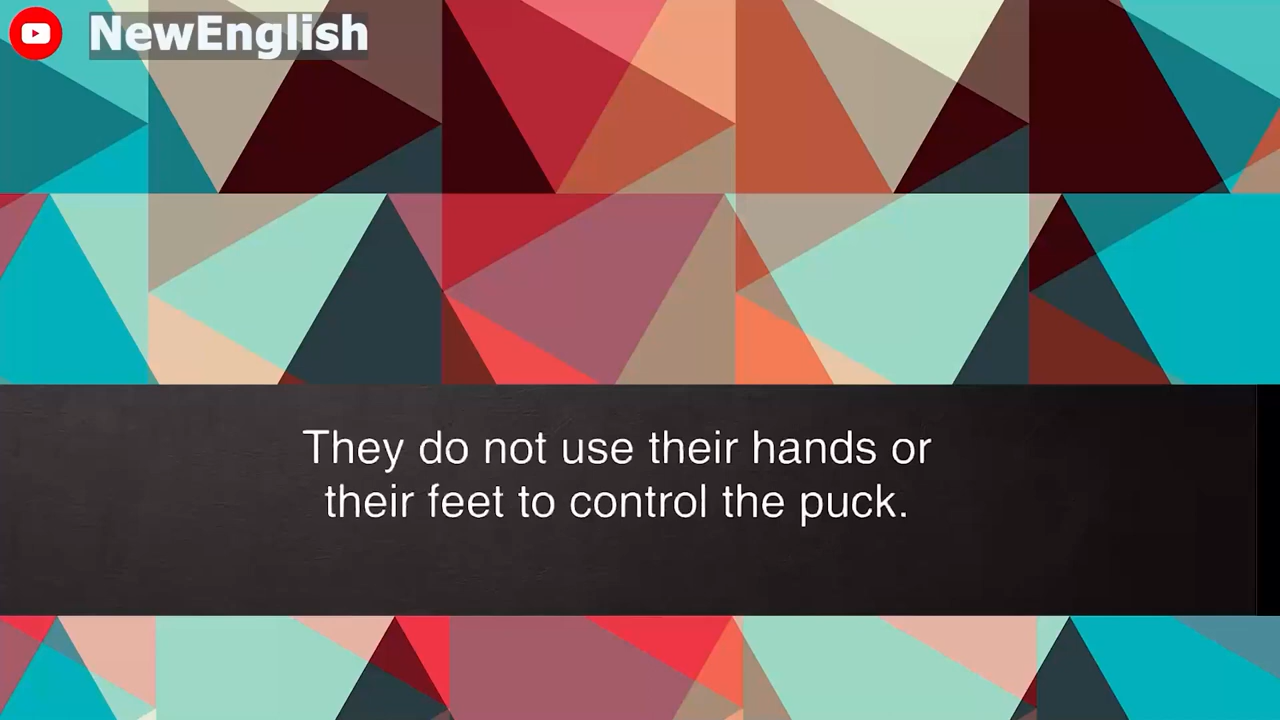 NewEnglish
They do not use their hands or
their feet to control the puck.